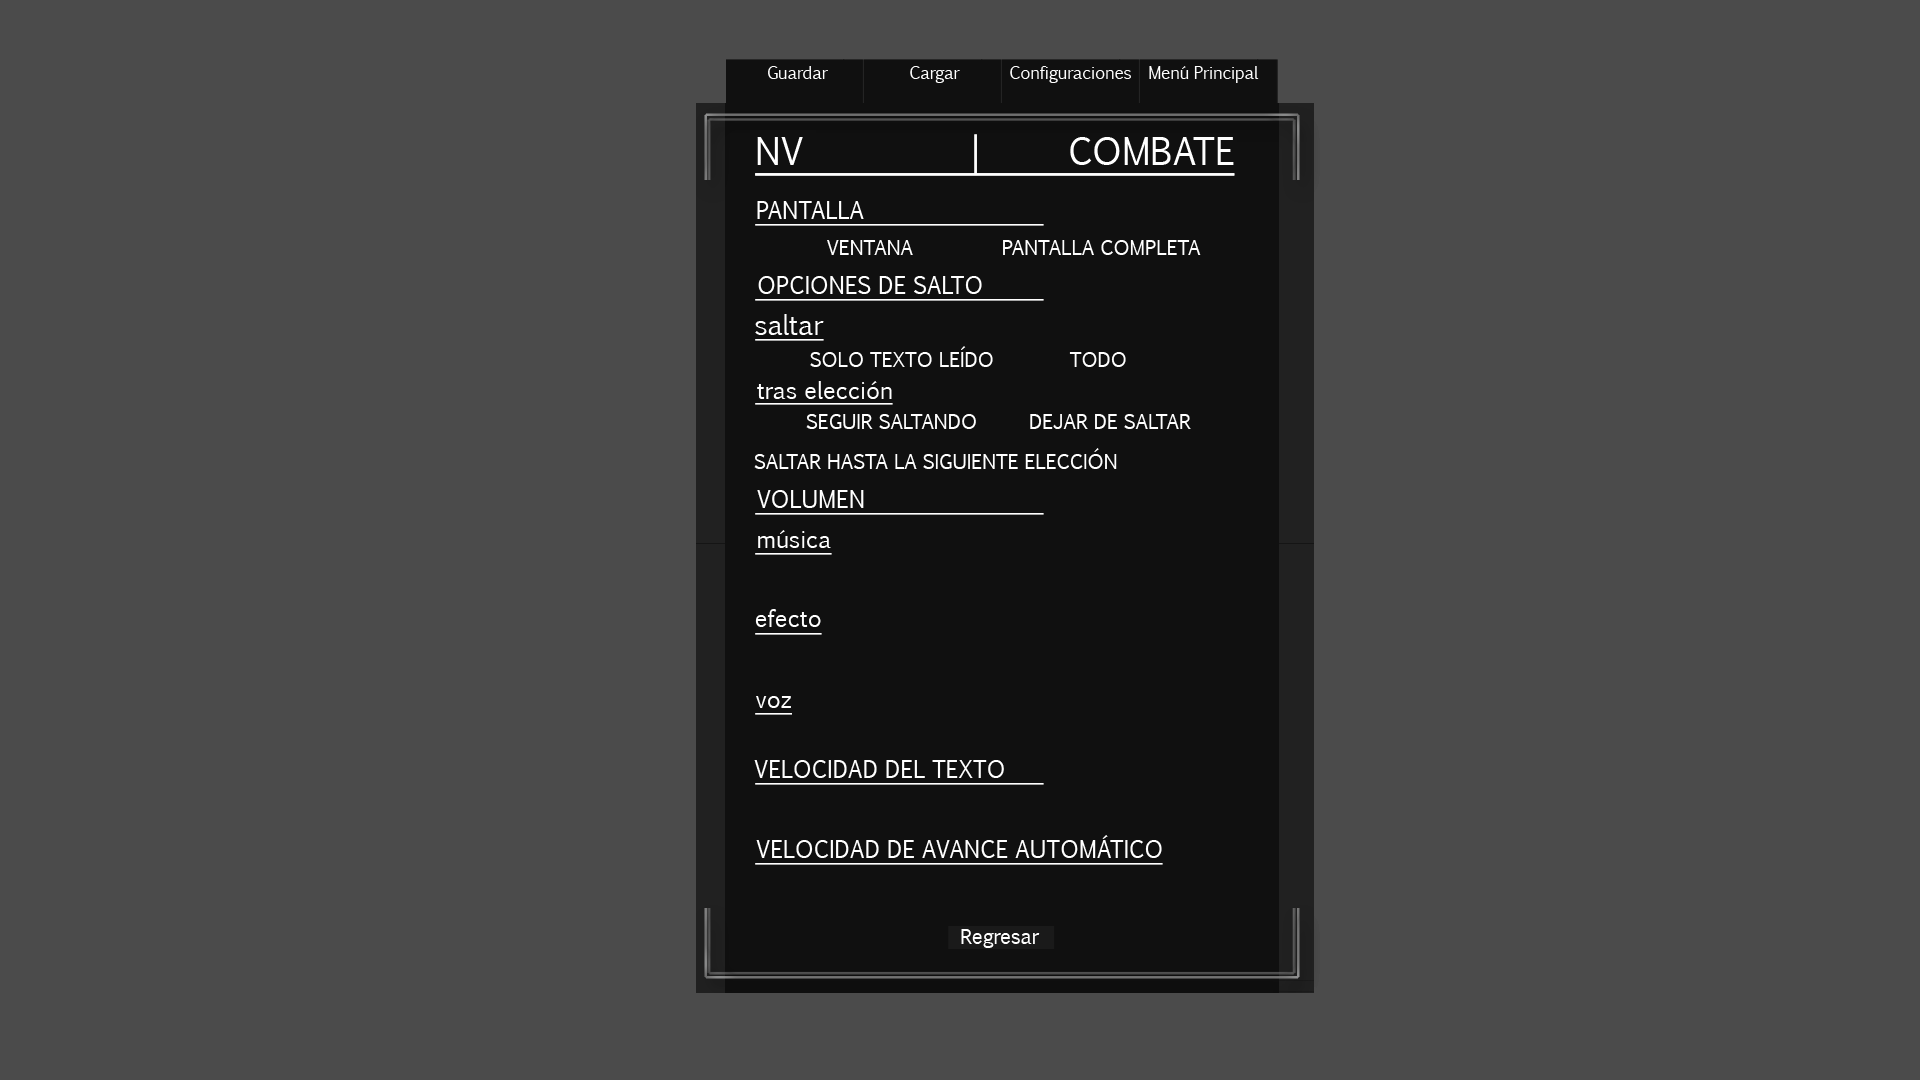 Guardar Cargar Configuraciones Menú Principal
NV | COMBATE
PANTALLA
VENTANA PANTALLA COMPLETA
OPCIONES DE SALTO
saltar
SOLO TEXTO LEÍDO TODO
tras elección
SEGUIR SALTANDO DEJAR DE SALTAR
SALTAR HASTA LA SIGUIENTE ELECCIÓN
VOLUMEN
música
efecto
voz
VELOCIDAD DEL TEXTO
VELOCIDAD DE AVANCE AUTOMÁTICO
Regresar